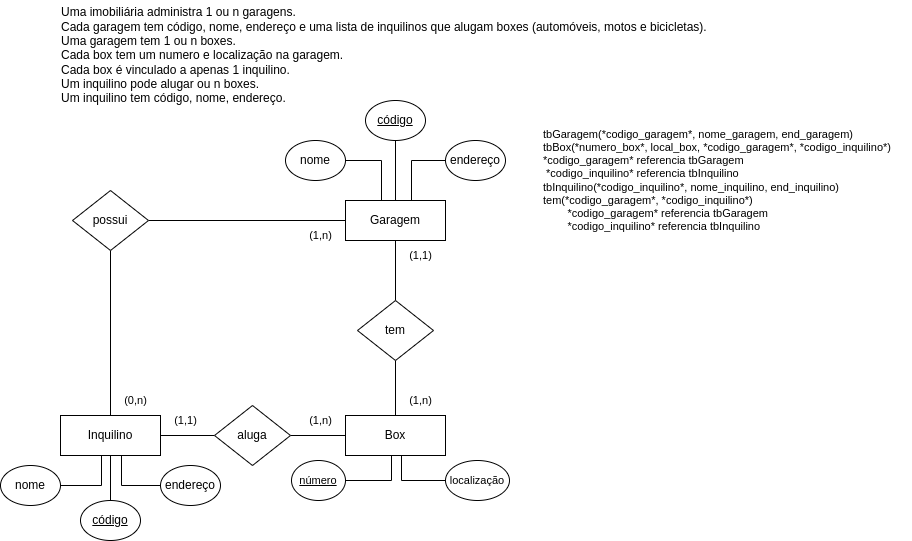 Uma imobiliária administra 1 ou n garagens.
Cada garagem tem código, nome, endereço e uma lista de inquilinos que alugam boxes (automóveis, motos e bicicletas).
Uma garagem tem 1 ou n boxes.
Cada box tem um numero e localização na garagem.
Cada box é vinculado a apenas 1 inquilino.
Um inquilino pode alugar ou n boxes.
Um inquilino tem código, nome, endereço.
código
nome
endereço
tbGaragem(*codigo_garagem*, nome_garagem, end_garagem)
tbBox(*numero_box*, local_box, *codigo_garagem*, *codigo_inquilino*)
*codigo_garagem* referencia tbGaragem
*codigo_inquilino* referencia tbInquilino
tbInquilino(*codigo_inquilino*, nome_inquilino, end_inquilino)
tem(*codigo_garagem*, *codigo_inquilino*)
*codigo_garagem* referencia tbGaragem
*codigo_inquilino* referencia tbInquilino
possui
Garagem
(1,n)
(1,1)
tem
(0,n)
(1,n)
(1,1)
(1,n)
Inquilino
aluga
Box
nome
endereço
número
localização
código